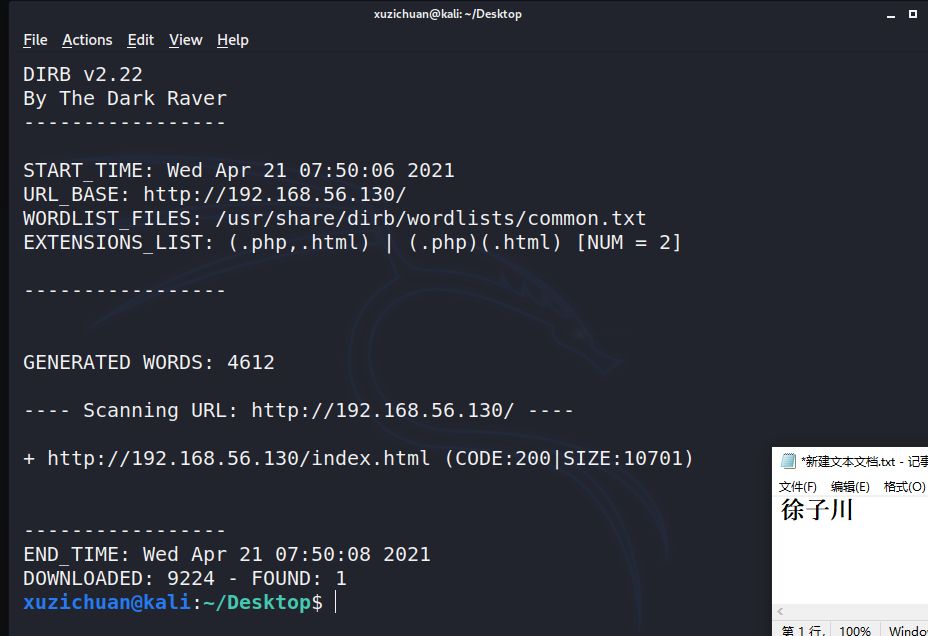 xuzichuan@kali: ~/Desktop
File Actions Edit View Help
DIRB v2.22
By The Dark Raver
-----------------
START_TIME: Wed Apr 21 07:50:06 2021
URL_BASE: http://192.168.56.130/
WORDLIST_FILES: /usr/share/dirb/wordlists/common.txt
EXTENSIONS_LIST: (.php,.html) | (.php)(.html) [NUM = 2]
-----------------
GENERATED WORDS: 4612
---- Scanning URL: http://192.168.56.130/ ----
+ http://192.168.56.130/index.html (CODE:200|SIZE:10701)
-----------------
END_TIME: Wed Apr 21 07:50:08 2021
DOWNLOADED: 9224 - FOUND: 1
xuzichuan@kali:~/Desktop$
*新建文本文档.txt - 记事
文件(F) 编辑(E) 格式(O)
徐子川
第 1 行, 100% Windo